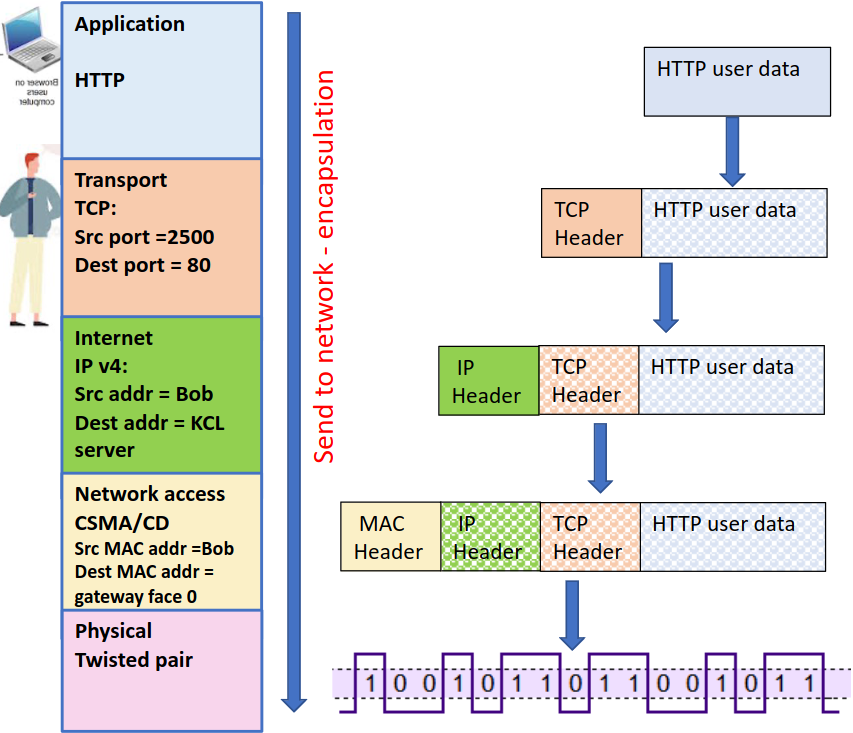 Application
HTTP
Browser on
users
computer
Transport
TCP:
Src port =2500
Dest port = 80
Internet
IP v4:
Src addr = Bob
Dest addr = KCL
server
Network access
CSMA/CD
Src MAC addr =Bob
Dest MAC addr =
gateway face 0
Physical
Twisted pair
Send to network - encapsulation
HTTP user data
TCP
Header
HTTP user data
IP
Header
TCP
Header
HTTP user data
MAC
Header
IP
Header
TCP
Header
HTTP user data
1 0 0 1 0 1 1 0 1 1 0 0 1 0 1 1